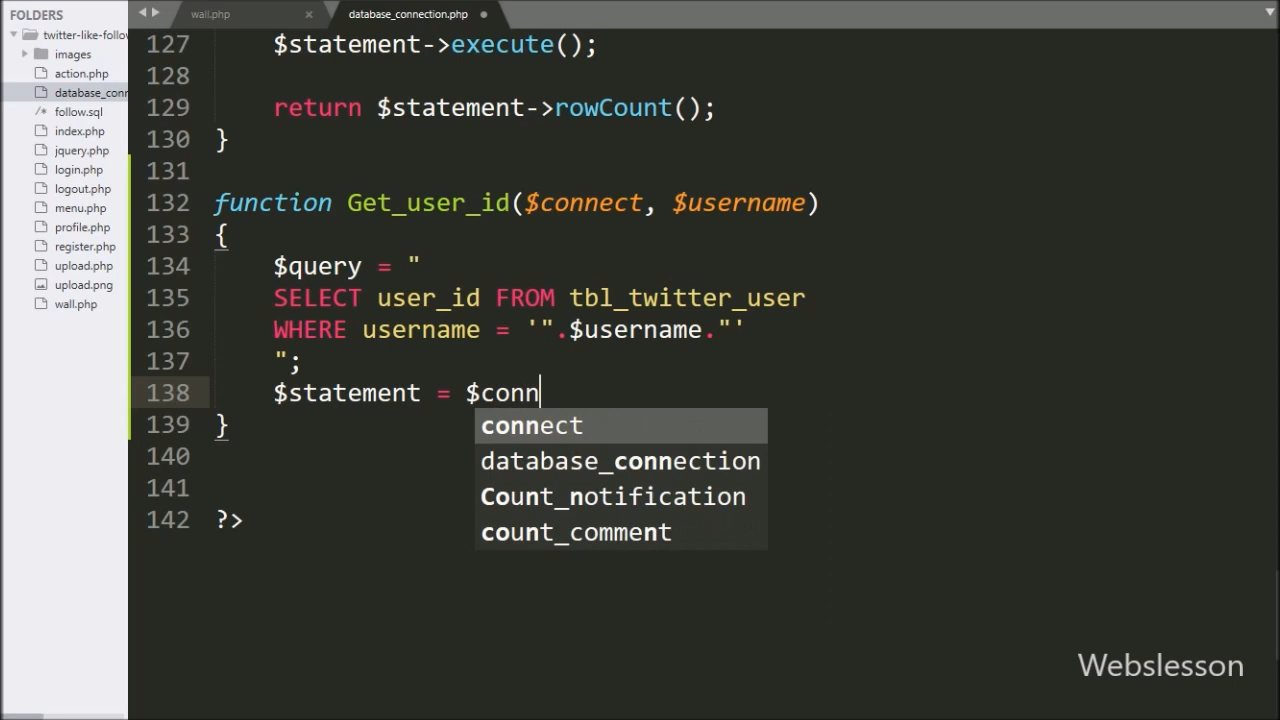 FOLDERS
twitter-like-follow
images
action.php
database_conn
follow.sql
index.php
jquery.php
login.php
logout.php
menu.php
profile.php
register.php
upload.php
upload.png
wall.php
wall.php × database_connection.php
127 $statement->execute();
128
129 return $statement->rowCount();
130 }
131
132 function Get_user_id($connect, $username)
133 {
134 $query = "
135 SELECT user_id FROM tbl_twitter_user
136 WHERE username = '".$username."'
137 ";
138 $statement = $conn
connect
139 }
database_connection
140
Count_notification
141
count_comment
142 ?>
Webslesson